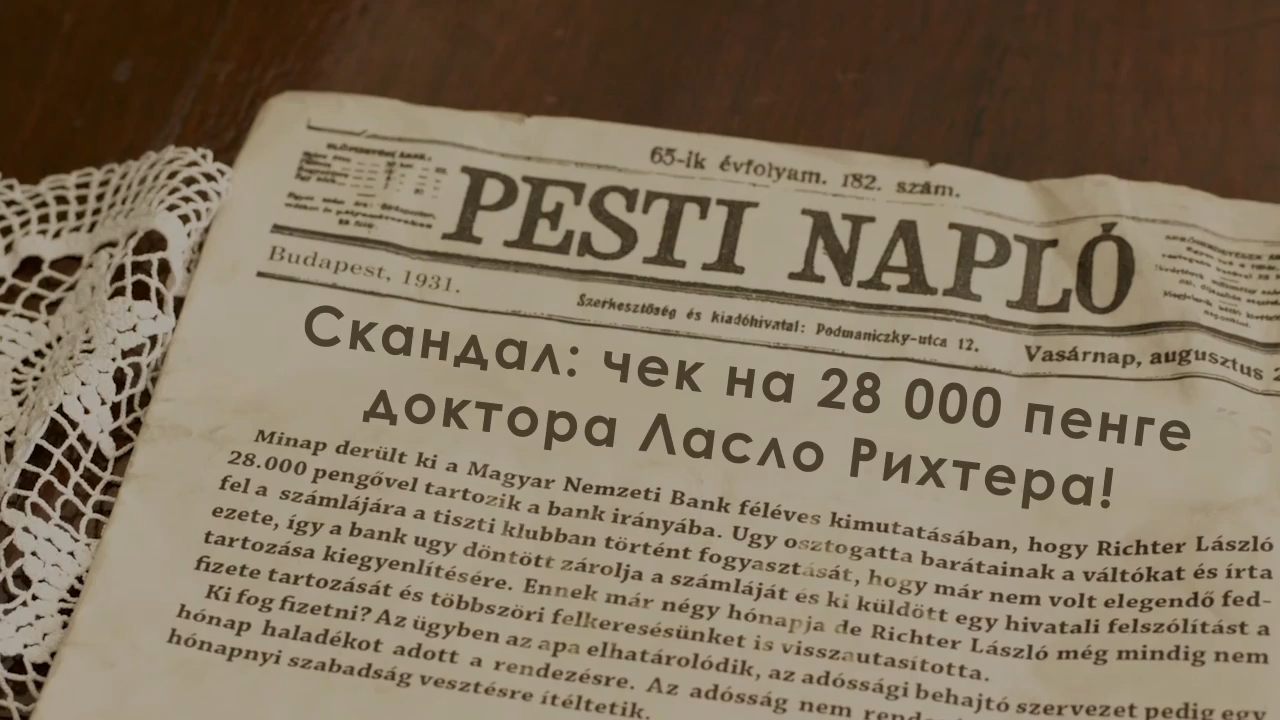 65-ik évfolyam. 182. szám.
PESTI NAPLÓ
Budapest, 1931.
Szerkesztőség és kiadóhivatal: Podmaniczky-utca 12.
Vasárnap, augusztus
Скандал: чек на 28 000 пенге
доктора Ласло Рихтера!
Minap derült ki a Magyar Nemzeti Bank féléves kimutatásában, hogy Richter László
28.000 pengővel tartozik a bank irányába. Ugy osztogatta barátainak a váltókat és írta
fel a számlájára a tiszti klubban történt fogyasztását, hogy már nem volt elegendő fed-
ezete, így a bank ugy döntött zárolja a számláját és ki küldött egy hivatali felszólítást a
tartozása kiegyenlítésére. Ennek már négy hónapja de Richter László még mindig nem
fizete tartozását és többszöri felkeresésünket is visszautasította.
Ki fog fizetni? Az ügyben az apa elhatárolódik, az adóssági behajtó szervezet pedig egy
hónap haladékot adott a rendezésre. Az adósság nem
hónapnyi szabadság vesztésre ítéltetik.